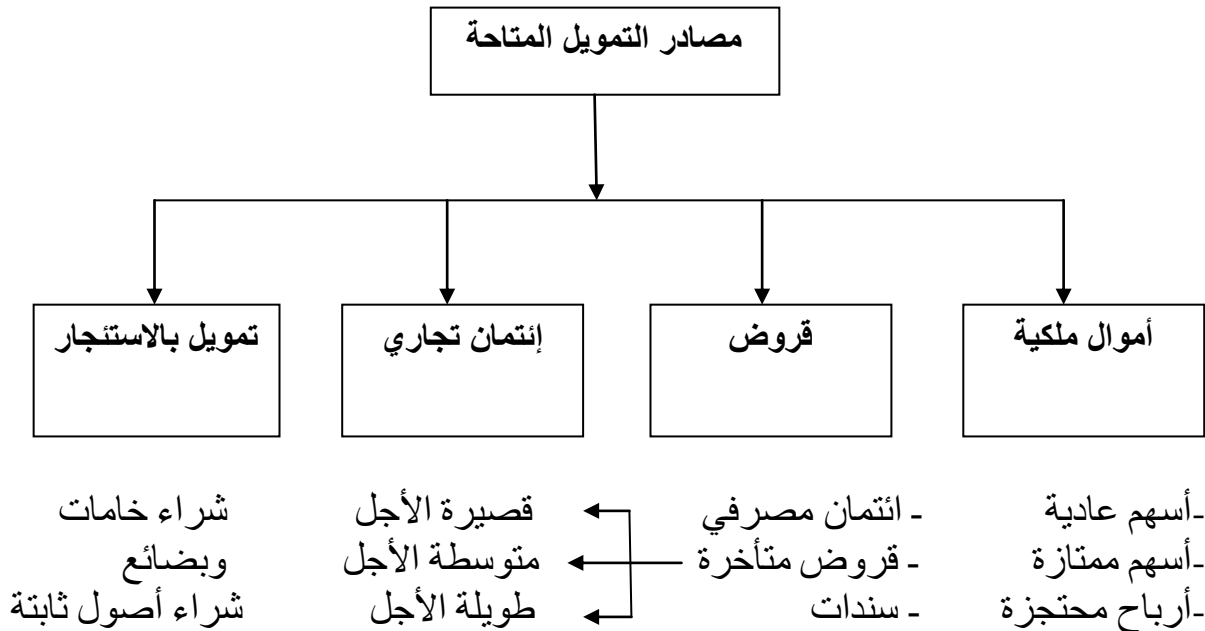 مصادر التمويل المتاحة
أموال ملكية
قروض
إئتمان تجاري
تمويل بالاستئجار
-أسهم عادية
-أسهم ممتازة
-أرباح محتجزة
- ائتمان مصرفي
- قروض متأخرة
- سندات
قصيرة الأجل
متوسطة الأجل
طويلة الأجل
شراء خامات
وبضائع
شراء أصول ثابتة